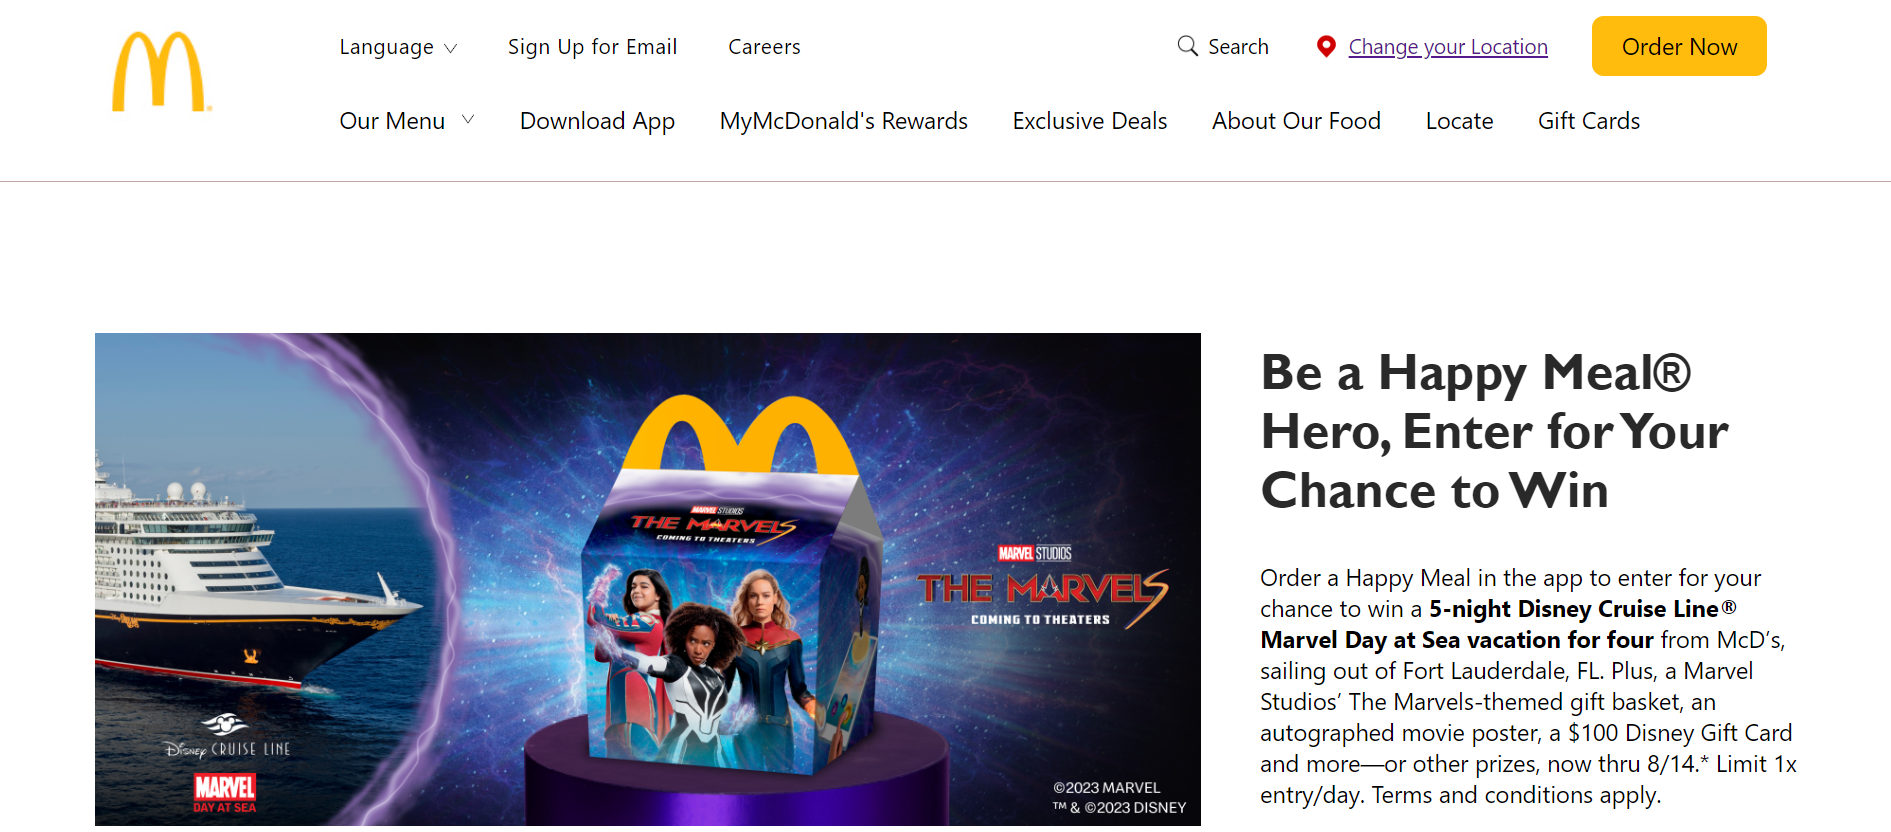 Language
Sign Up for Email
Careers
Search
Change your Location
Order Now
Our Menu
Download App
MyMcDonald's Rewards
Exclusive Deals
About Our Food
Locate
Gift Cards
MARVEL STUDIOS
THE MARVELS
COMING TO THEATERS
MARVEL STUDIOS
THE MARVELS
COMING TO THEATERS
Disney CRUISE LINE
MARVEL
DAY AT SEA
©2023 MARVEL
™ & ©2023 DISNEY
Be a Happy Meal®
Hero, Enter for Your
Chance to Win
Order a Happy Meal in the app to enter for your
chance to win a 5-night Disney Cruise Line®
Marvel Day at Sea vacation for four from McD’s,
sailing out of Fort Lauderdale, FL. Plus, a Marvel
Studios’ The Marvels-themed gift basket, an
autographed movie poster, a $100 Disney Gift Card
and more—or other prizes, now thru 8/14.* Limit 1x
entry/day. Terms and conditions apply.